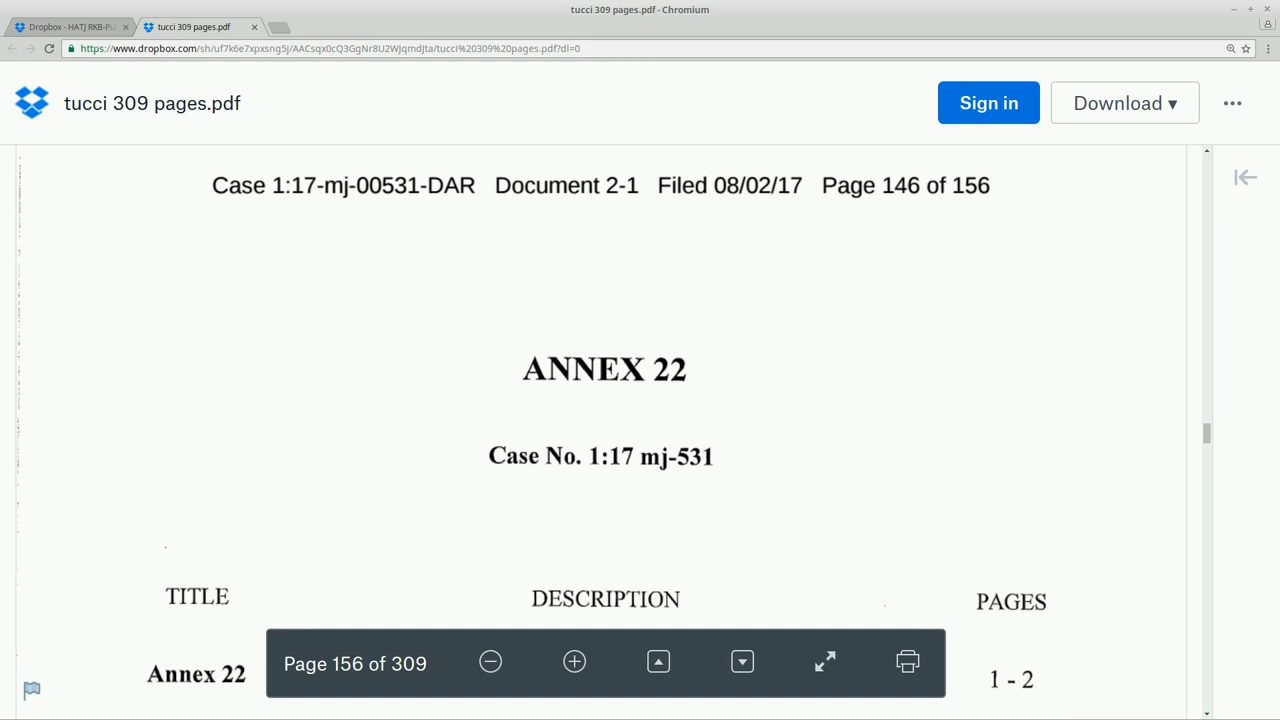 tucci 309 pages.pdf - Chromium
Dropbox - HATJ RKB-Pu
tucci 309 pages.pdf
https://www.dropbox.com/sh/uf7k6e7xpxsng5j/AACsqx0cQ3GgNr8U2WJqmdJta/tucci%20309%20pages.pdf?dl=0
tucci 309 pages.pdf
Sign in
Download ▾
Case 1:17-mj-00531-DAR Document 2-1 Filed 08/02/17 Page 146 of 156
ANNEX 22
Case No. 1:17 mj-531
TITLE DESCRIPTION PAGES
Page 156 of 309
Annex 22 1 - 2